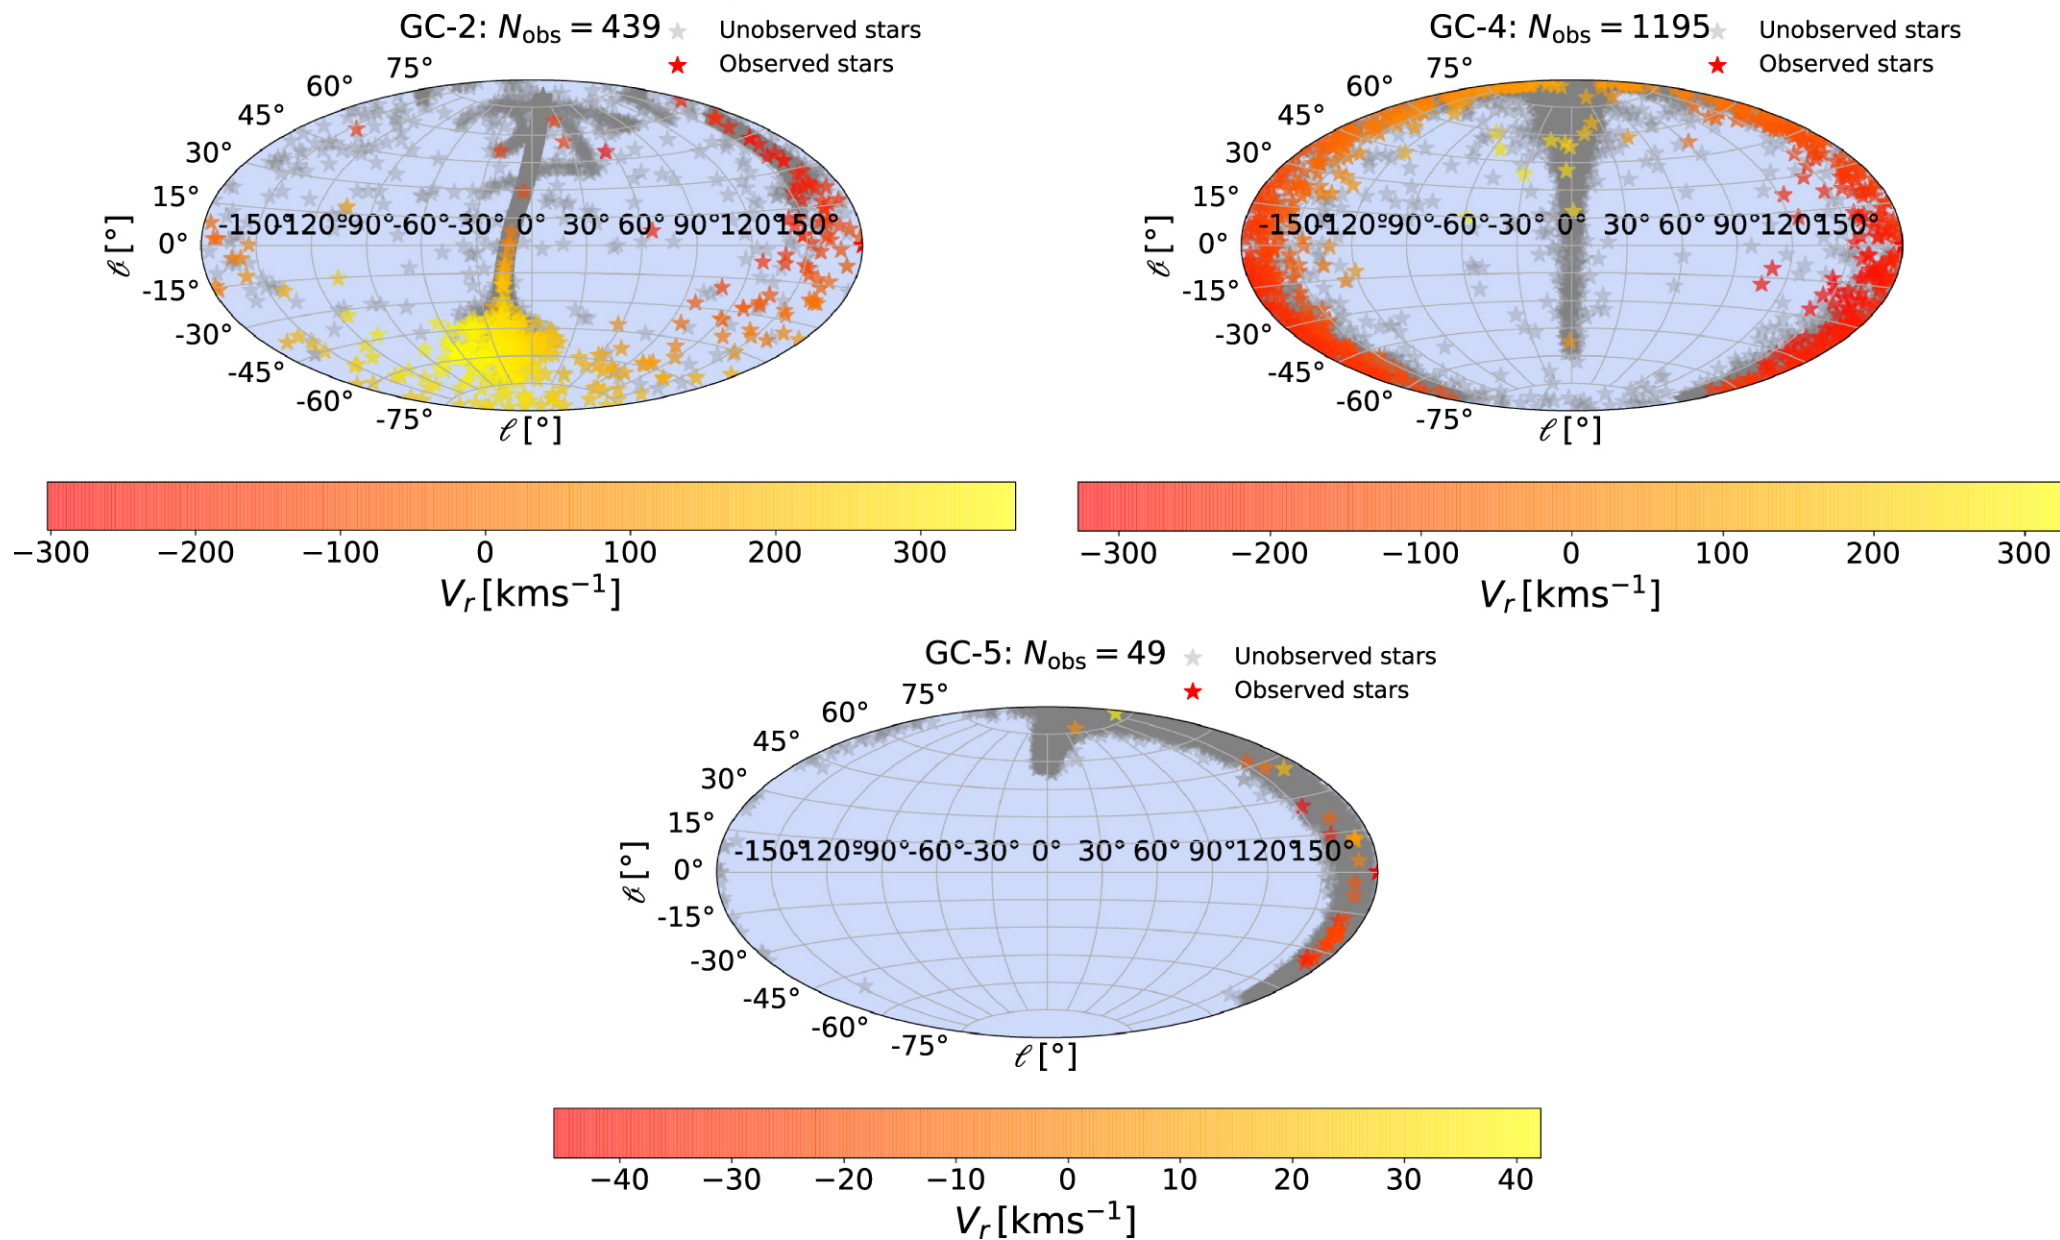 GC-2: Nobs = 439
Unobserved stars
Observed stars
75°
60°
45°
30°
15°
0°
-15°
-30°
-45°
-60°
-75°
-150° -120° -90° -60° -30° 0° 30° 60° 90° 120° 150°
𝒷 [°]
ℓ [°]
−300 −200 −100 0 100 200 300
Vr [kms⁻¹]
GC-4: Nobs = 1195
Unobserved stars
Observed stars
75°
60°
45°
30°
15°
0°
-15°
-30°
-45°
-60°
-75°
-150° -120° -90° -60° -30° 0° 30° 60° 90° 120° 150°
𝒷 [°]
ℓ [°]
−300 −200 −100 0 100 200 300
Vr [kms⁻¹]
GC-5: Nobs = 49
Unobserved stars
Observed stars
75°
60°
45°
30°
15°
0°
-15°
-30°
-45°
-60°
-75°
-150° -120° -90° -60° -30° 0° 30° 60° 90° 120° 150°
𝒷 [°]
ℓ [°]
−40 −30 −20 −10 0 10 20 30 40
Vr [kms⁻¹]